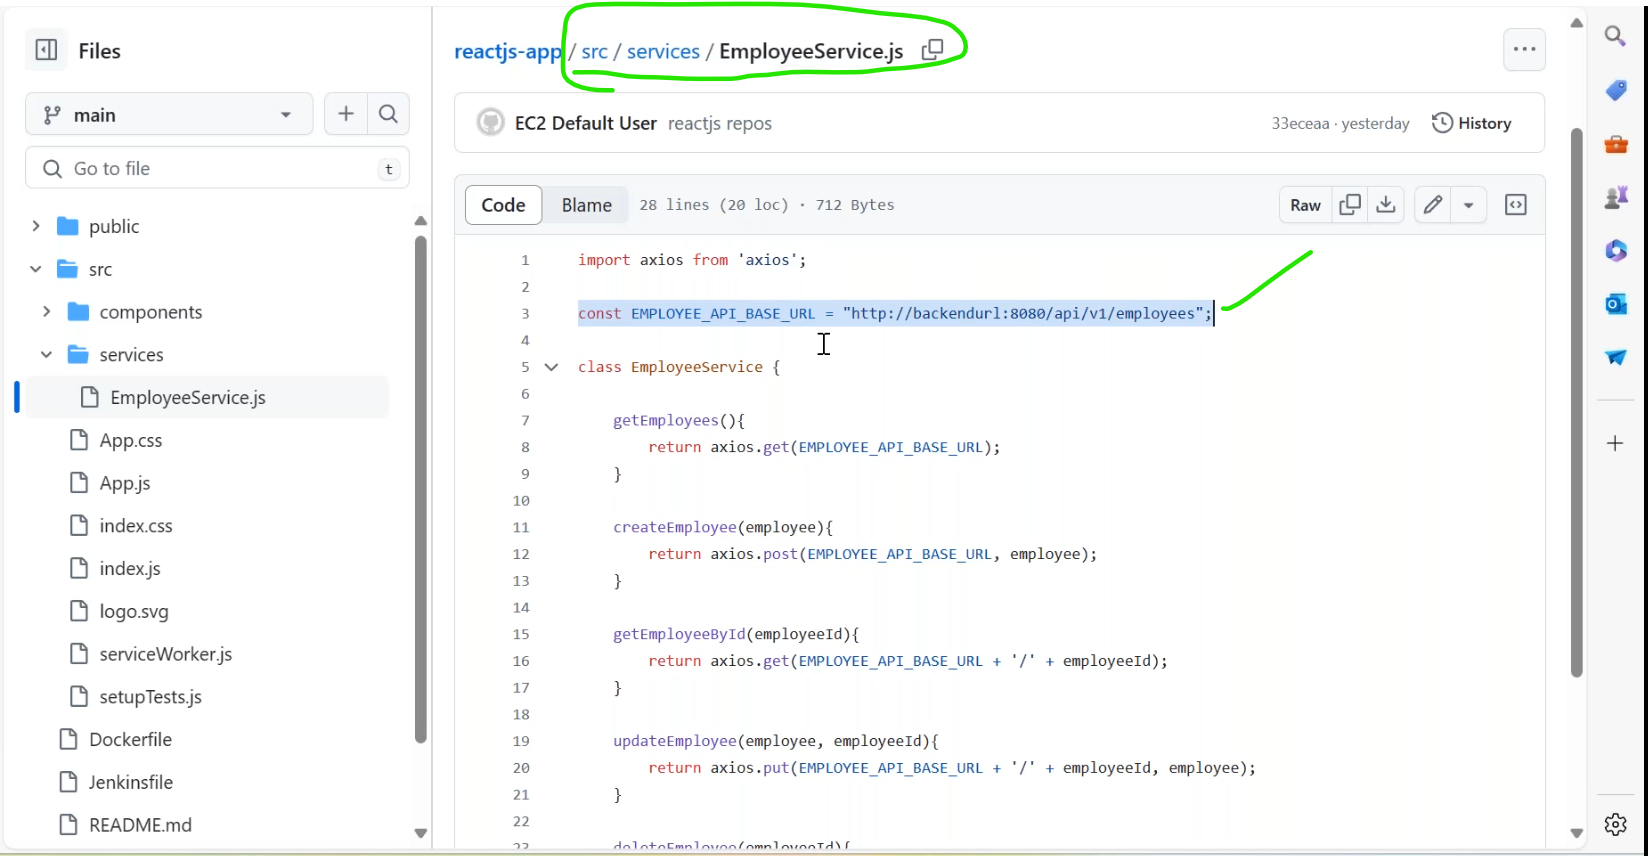 Files
main
Go to file
t
public
src
components
services
EmployeeService.js
App.css
App.js
index.css
index.js
logo.svg
serviceWorker.js
setupTests.js
Dockerfile
Jenkinsfile
README.md
reactjs-app / src / services / EmployeeService.js
EC2 Default User reactjs repos
33eceaa · yesterday
History
Code
Blame
28 lines (20 loc) · 712 Bytes
Raw
1 import axios from 'axios';
2
3 const EMPLOYEE_API_BASE_URL = "http://backendurl:8080/api/v1/employees";
4
5 class EmployeeService {
6
7 getEmployees(){
8 return axios.get(EMPLOYEE_API_BASE_URL);
9 }
10
11 createEmployee(employee){
12 return axios.post(EMPLOYEE_API_BASE_URL, employee);
13 }
14
15 getEmployeeById(employeeId){
16 return axios.get(EMPLOYEE_API_BASE_URL + '/' + employeeId);
17 }
18
19 updateEmployee(employee, employeeId){
20 return axios.put(EMPLOYEE_API_BASE_URL + '/' + employeeId, employee);
21 }
22
23 deleteEmployee(employeeId){